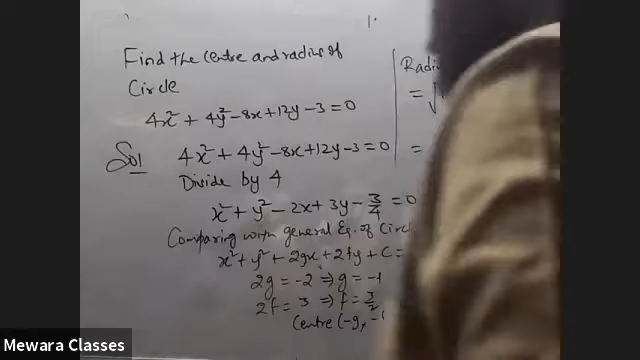 Find the centre and radius of
Circle
4x² + 4y² - 8x + 12y - 3 = 0
Sol 4x² + 4y² - 8x + 12y - 3 = 0
Divide by 4
x² + y² - 2x + 3y - 3/4 = 0
Comparing with general Eq. of Circ
x² + y² + 2gx + 2fy + C =
2g = -2 ⇒ g = -1
2f = 3 ⇒ f = 3/2
Centre (-g, -
Radi
= √
=
Mewara Classes